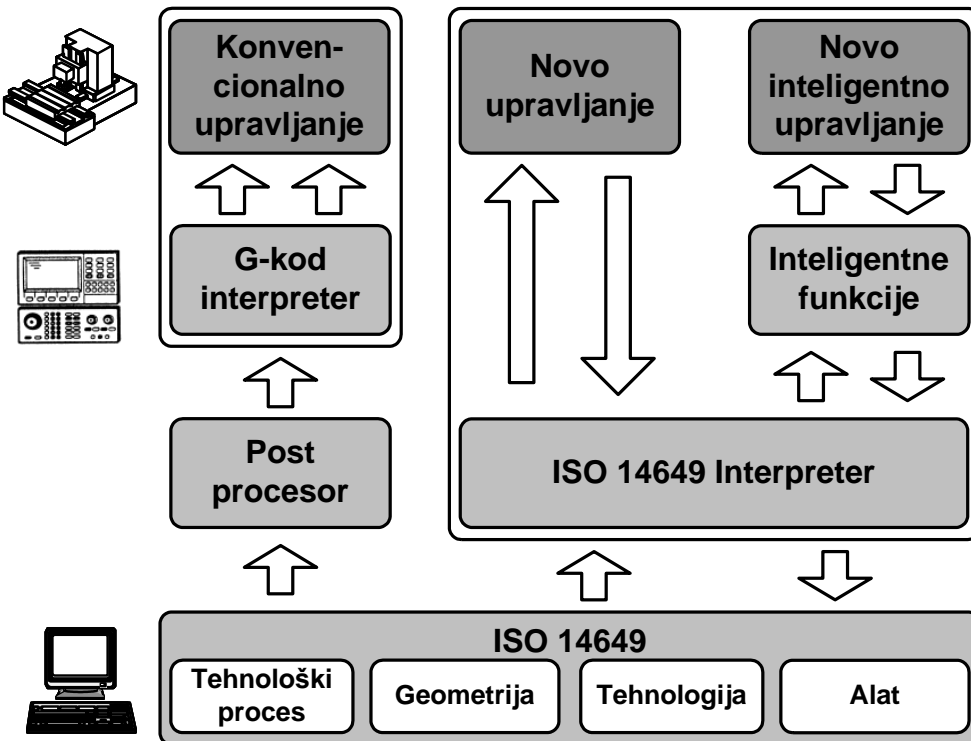 Konven-
cionalno
upravljanje
Novo
upravljanje
Novo
inteligentno
upravljanje
G-kod
interpreter
Inteligentne
funkcije
Post
procesor
ISO 14649 Interpreter
ISO 14649
Tehnološki
proces
Geometrija
Tehnologija
Alat